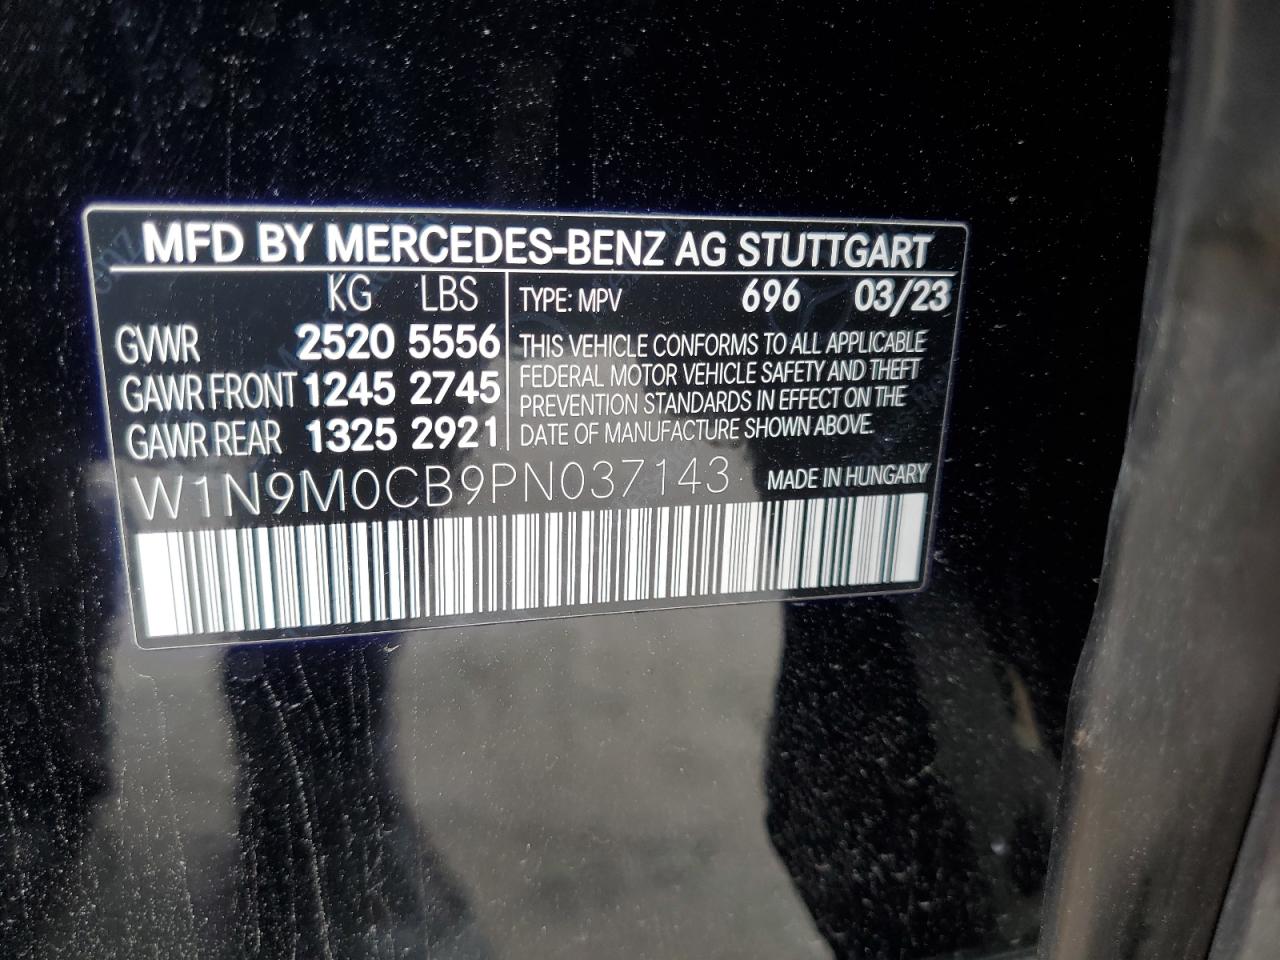 MFD BY MERCEDES-BENZ AG STUTTGART
KG LBS
GVWR 2520 5556
GAWR FRONT 1245 2745
GAWR REAR 1325 2921
TYPE: MPV 696 03/23
THIS VEHICLE CONFORMS TO ALL APPLICABLE
FEDERAL MOTOR VEHICLE SAFETY AND THEFT
PREVENTION STANDARDS IN EFFECT ON THE
DATE OF MANUFACTURE SHOWN ABOVE.
W1N9M0CB9PN037143 MADE IN HUNGARY